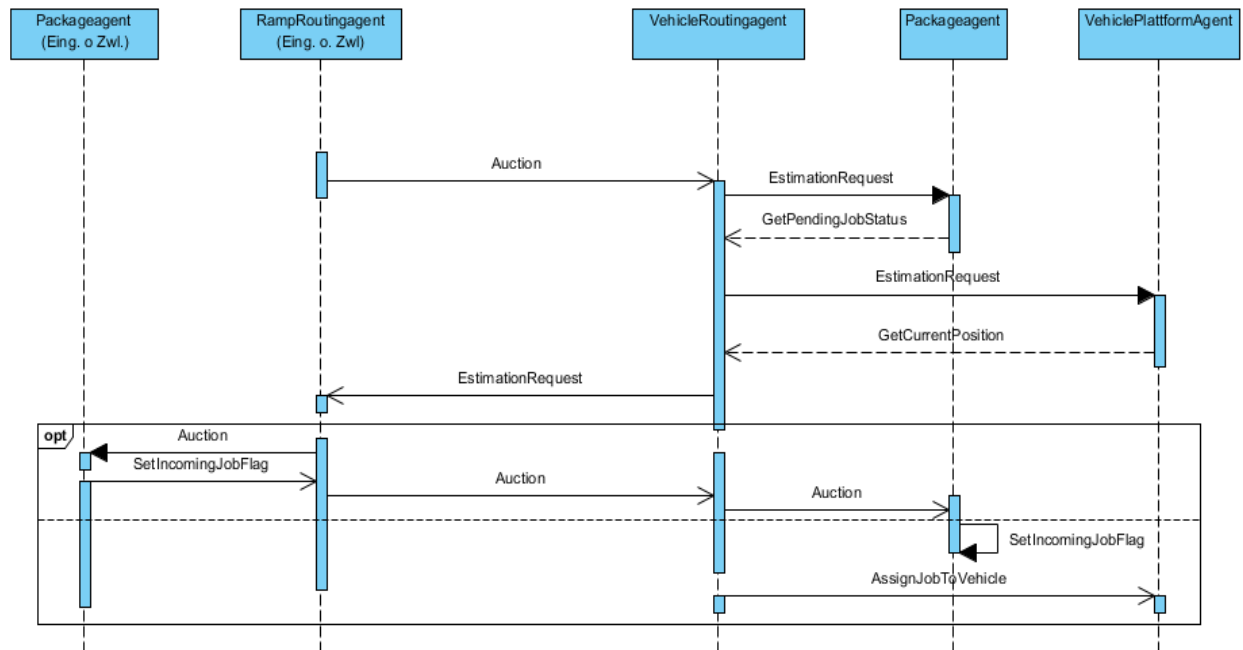 Packageagent
(Eing. o Zwl.)
RampRoutingagent
(Eing. o. Zwl)
VehicleRoutingagent
Packageagent
VehiclePlattformAgent
Auction
EstimationRequest
GetPendingJobStatus
EstimationRequest
GetCurrentPosition
EstimationRequest
opt
Auction
SetIncomingJobFlag
Auction
Auction
SetIncomingJobFlag
AssignJobToVehicle